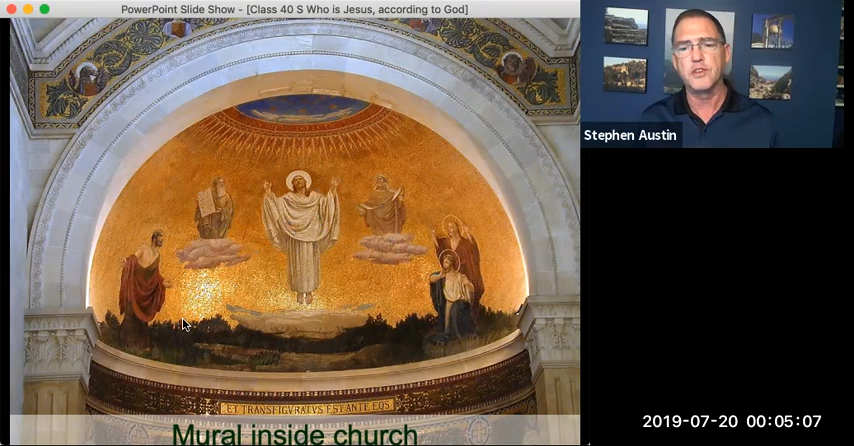 PowerPoint Slide Show - [Class 40 S Who is Jesus, according to God]
Stephen Austin
ET TRANSFIGVRATVS EST ANTE EOS
Mural inside church
2019-07-20 00:05:07